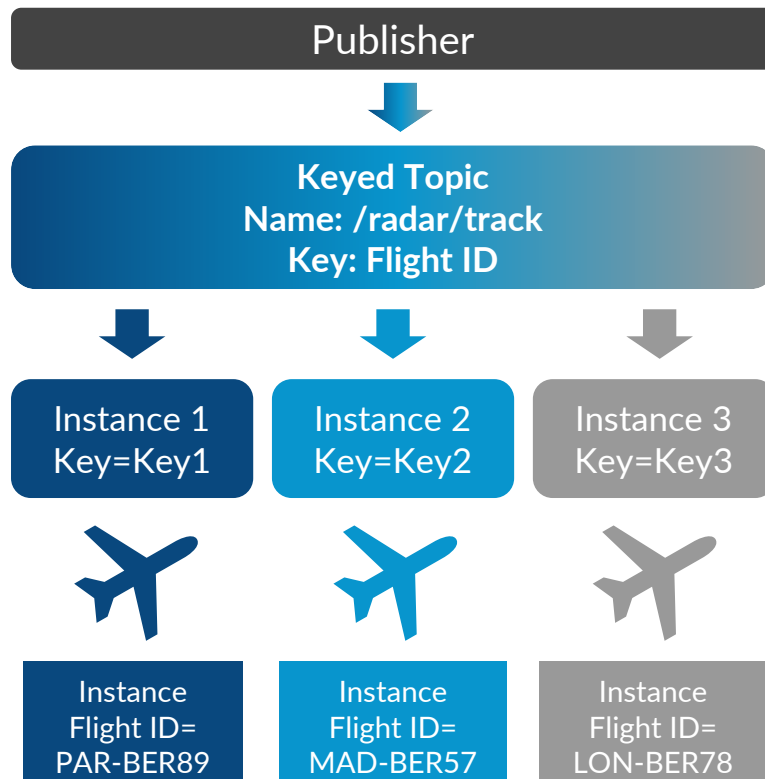 Publisher
Keyed Topic
Name: /radar/track
Key: Flight ID
Instance 1
Key=Key1
Instance 2
Key=Key2
Instance 3
Key=Key3
Instance
Flight ID=
PAR-BER89
Instance
Flight ID=
MAD-BER57
Instance
Flight ID=
LON-BER78